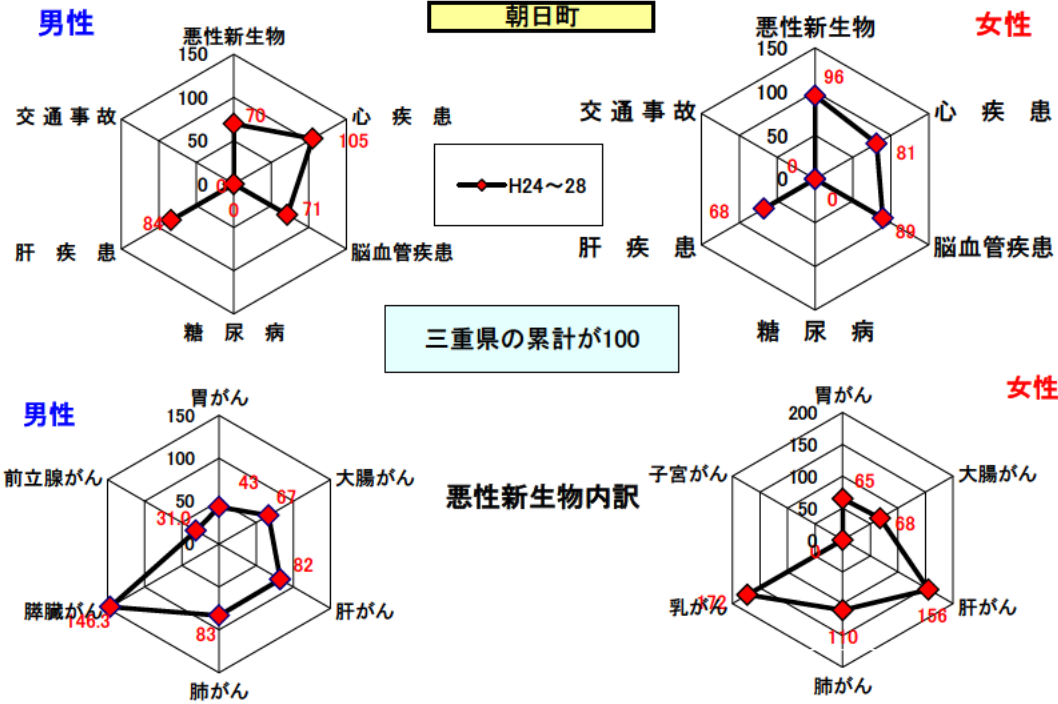 男性
朝日町
女性
悪性新生物
150
100
50
0
心 疾 患
脳血管疾患
糖 尿 病
肝 疾 患
交 通 事 故
70
105
71
0
84
0
H24～28
悪性新生物
150
100
50
0
心 疾 患
脳血管疾患
糖 尿 病
肝 疾 患
交 通 事 故
96
81
89
0
68
0
三重県の累計が100
男性
胃がん
150
100
50
0
大腸がん
肝がん
肺がん
膵臓がん
前立腺がん
43
67
82
83
146.3
31.0
悪性新生物内訳
女性
胃がん
200
150
100
50
0
大腸がん
肝がん
肺がん
乳がん
子宮がん
65
68
156
110
172
0